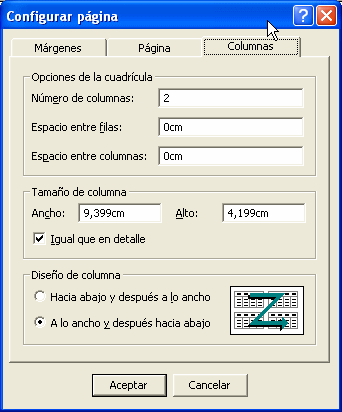 Configurar página
Márgenes Página Columnas
Opciones de la cuadrícula
Número de columnas: 2
Espacio entre filas: 0cm
Espacio entre columnas: 0cm
Tamaño de columna
Ancho: 9,399cm Alto: 4,199cm
Igual que en detalle
Diseño de columna
Hacia abajo y después a lo ancho
A lo ancho y después hacia abajo
Aceptar Cancelar